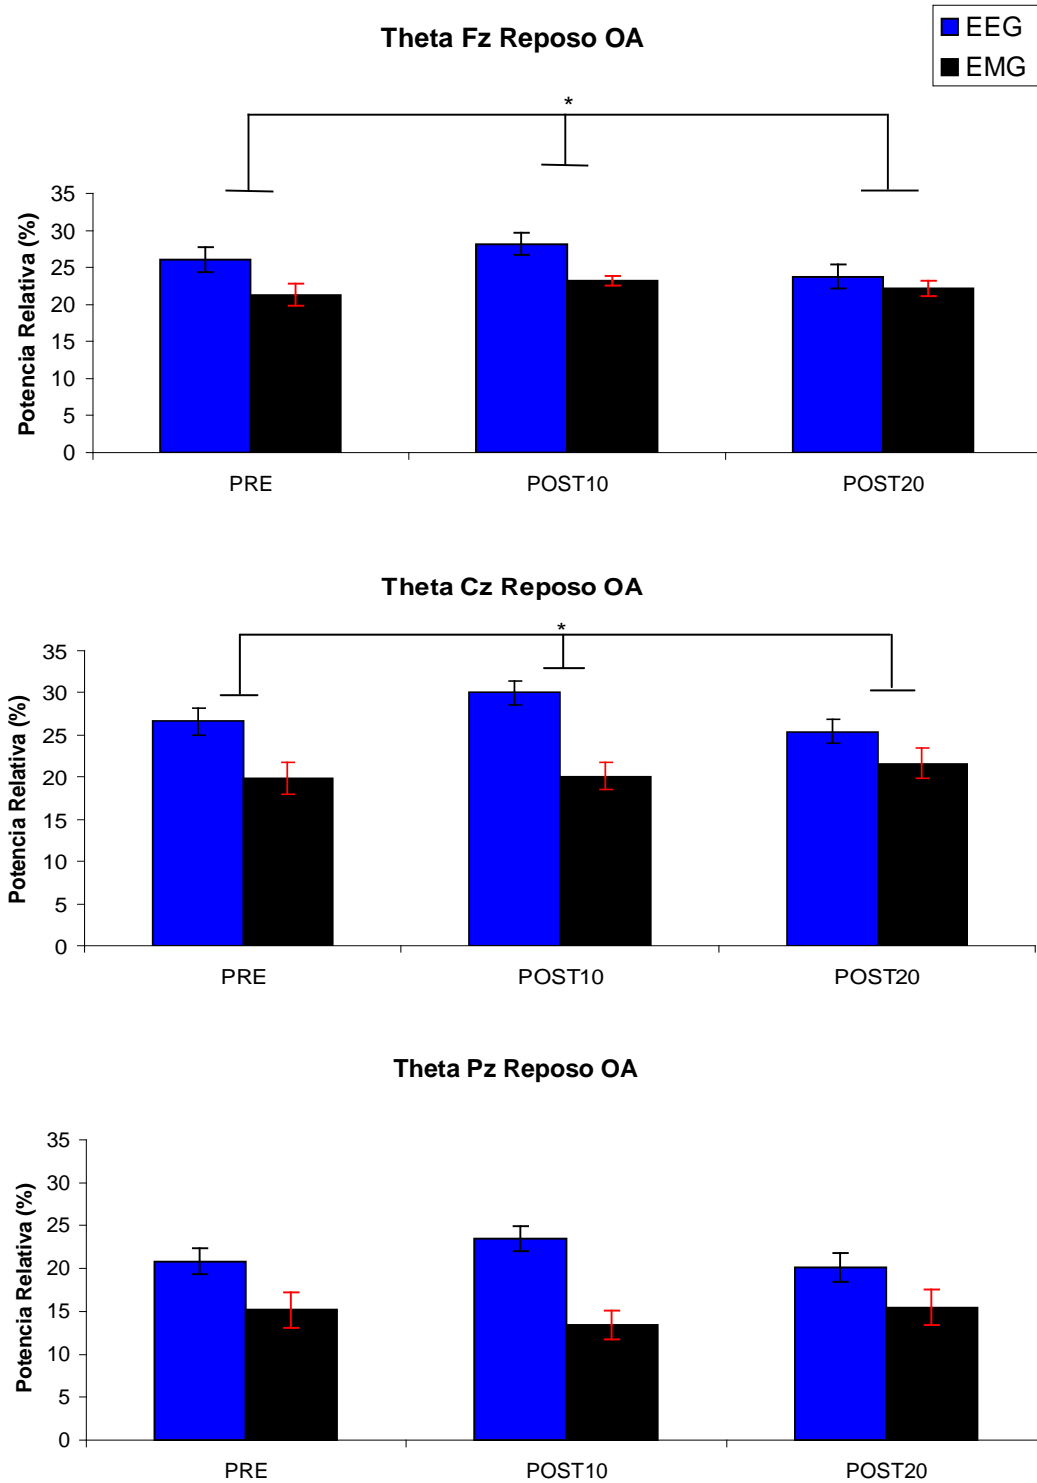 Theta Fz Reposo OA
EEG
EMG
*
Potencia Relativa (%)
35
30
25
20
15
10
5
0
PRE POST10 POST20
Theta Cz Reposo OA
*
Potencia Relativa (%)
35
30
25
20
15
10
5
0
PRE POST10 POST20
Theta Pz Reposo OA
Potencia Relativa (%)
35
30
25
20
15
10
5
0
PRE POST10 POST20